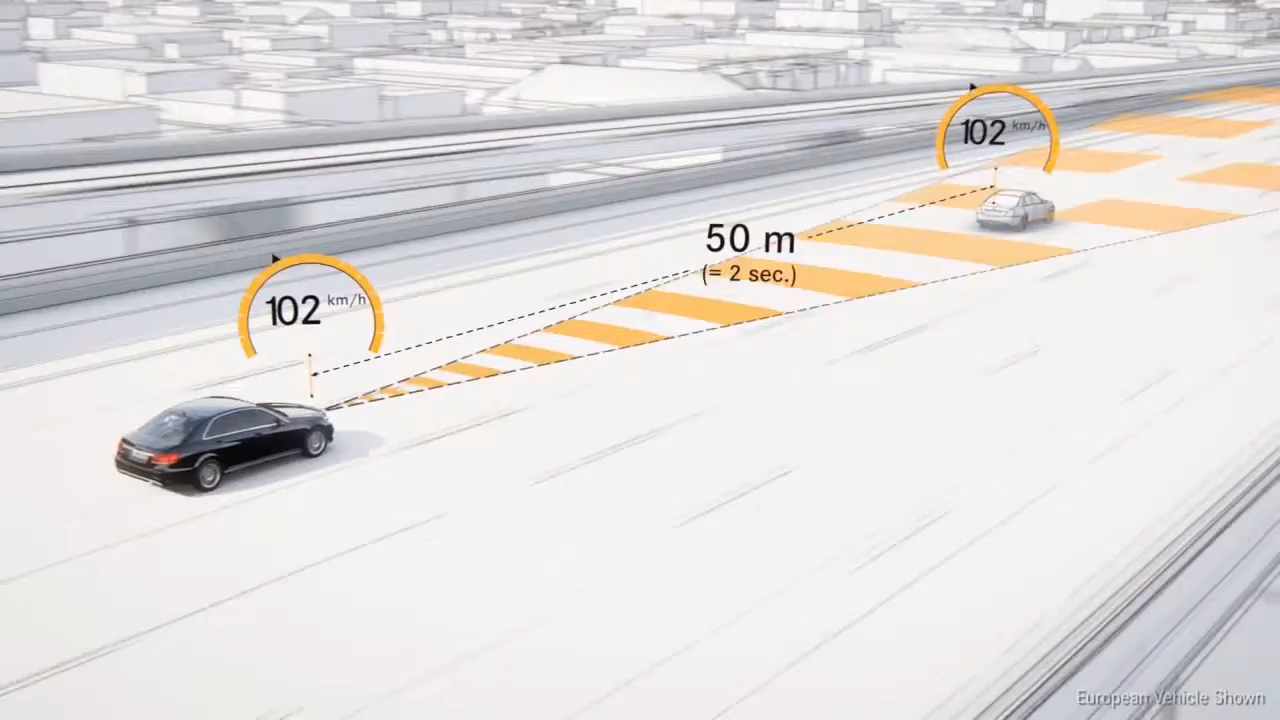 102 km/h
50 m
(= 2 sec.)
102 km/h
European Vehicle Shown